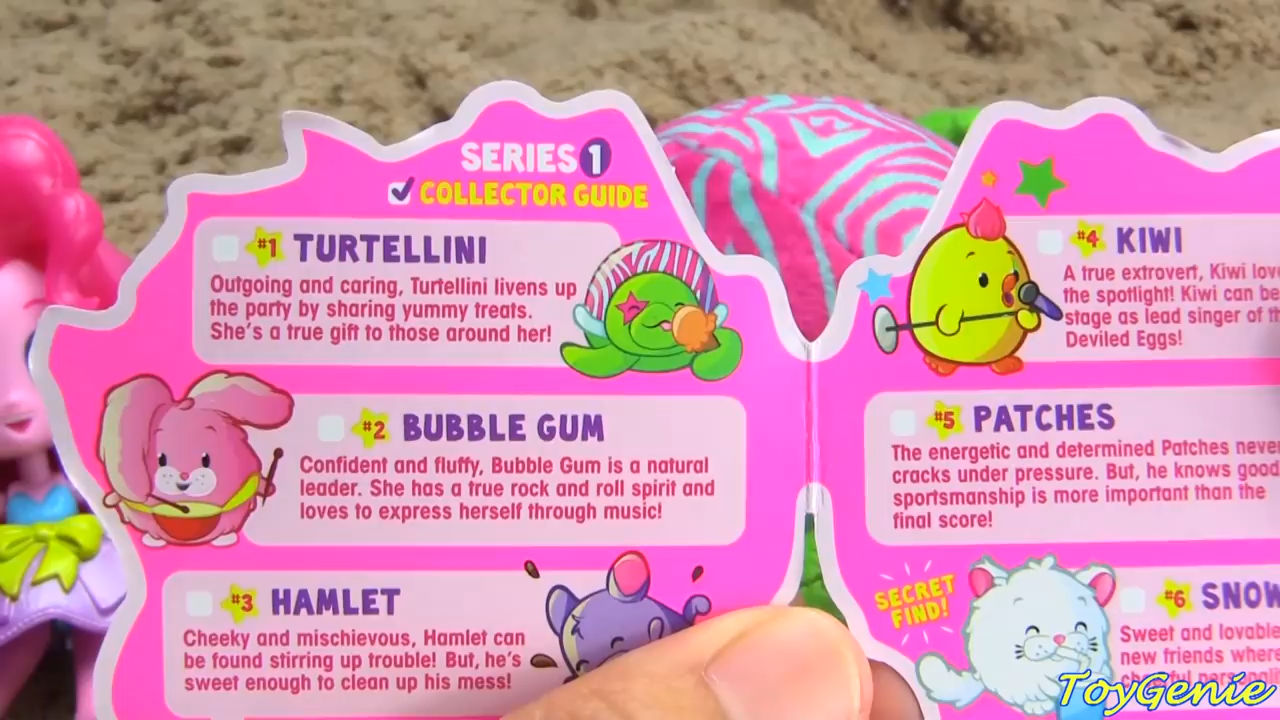 SERIES 1
COLLECTOR GUIDE
#1 TURTELLINI
Outgoing and caring, Turtellini livens up
the party by sharing yummy treats.
She's a true gift to those around her!
#2 BUBBLE GUM
Confident and fluffy, Bubble Gum is a natural
leader. She has a true rock and roll spirit and
loves to express herself through music!
#3 HAMLET
Cheeky and mischievous, Hamlet can
be found stirring up trouble! But, he's
sweet enough to clean up his mess!
#4 KIWI
A true extrovert, Kiwi
the spotlight! Kiwi can be
stage as lead singer of
Deviled Eggs!
#5 PATCHES
The energetic and determined Patches never
cracks under pressure. But, he knows good
sportsmanship is more important than the
final score!
SECRET
FIND!
#6
Sweet and
new friends
ToyGenie